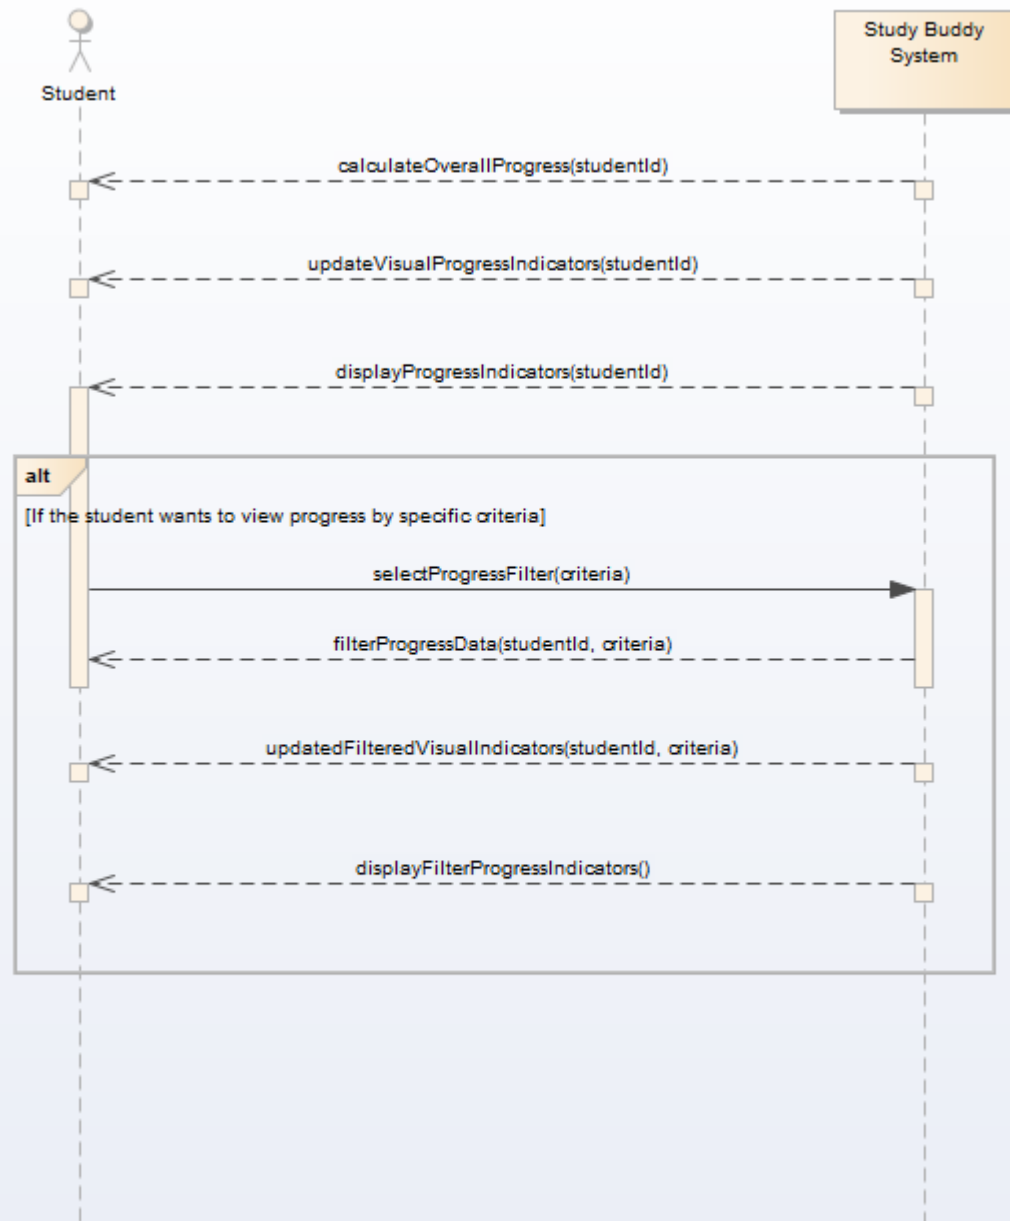 Study Buddy
System
Student
calculateOverallProgress(studentId)
updateVisualProgressIndicators(studentId)
displayProgressIndicators(studentId)
alt
[If the student wants to view progress by specific criteria]
selectProgressFilter(criteria)
filterProgressData(studentId, criteria)
updatedFilteredVisualIndicators(studentId, criteria)
displayFilterProgressIndicators()